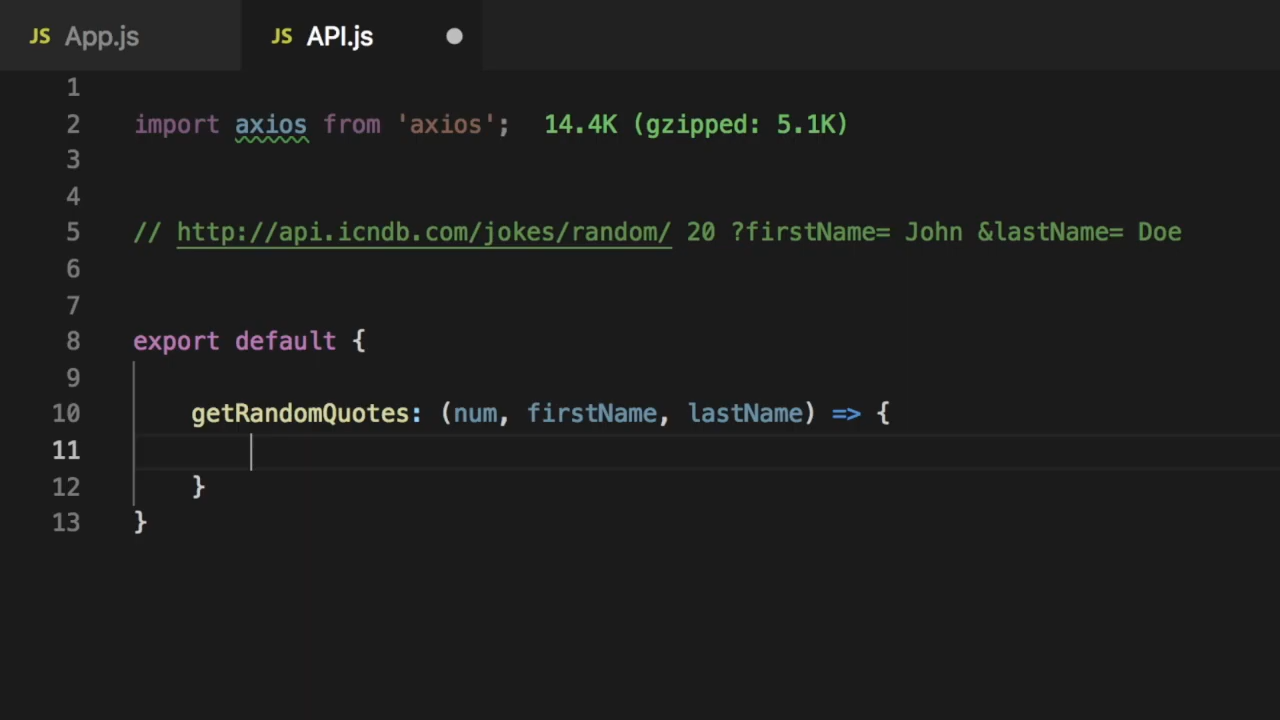 JS App.js JS API.js
1
2 import axios from 'axios'; 14.4K (gzipped: 5.1K)
3
4
5 // http://api.icndb.com/jokes/random/ 20 ?firstName= John &lastName= Doe
6
7
8 export default {
9
10 getRandomQuotes: (num, firstName, lastName) => {
11
12 }
13 }